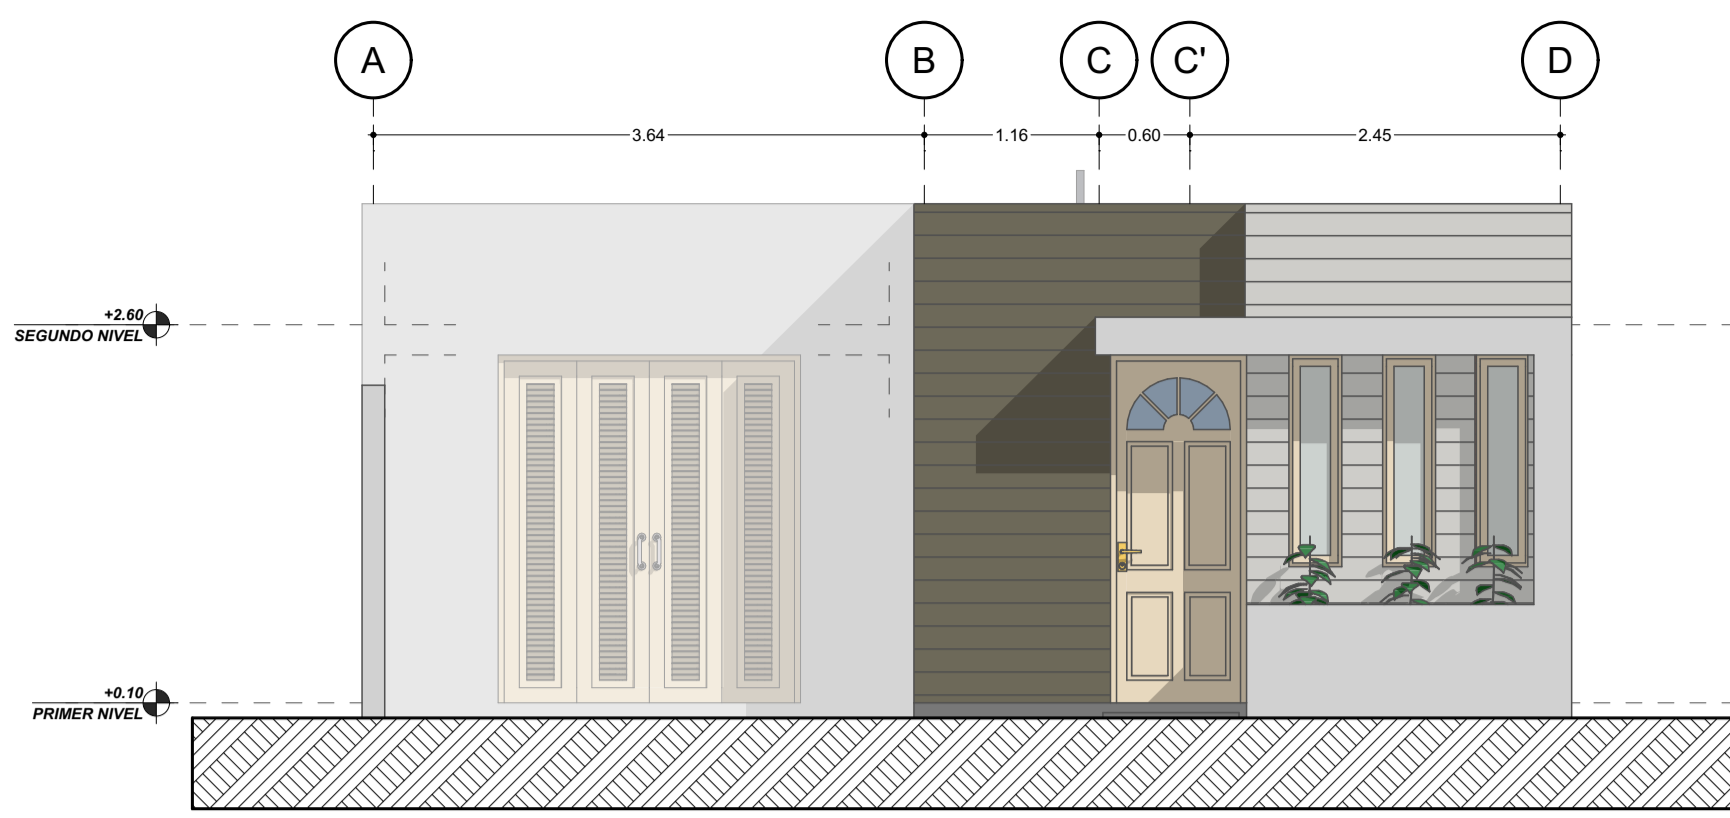 A
B
C
C'
D
3.64
1.16
0.60
2.45
+2.60
SEGUNDO NIVEL
+0.10
PRIMER NIVEL